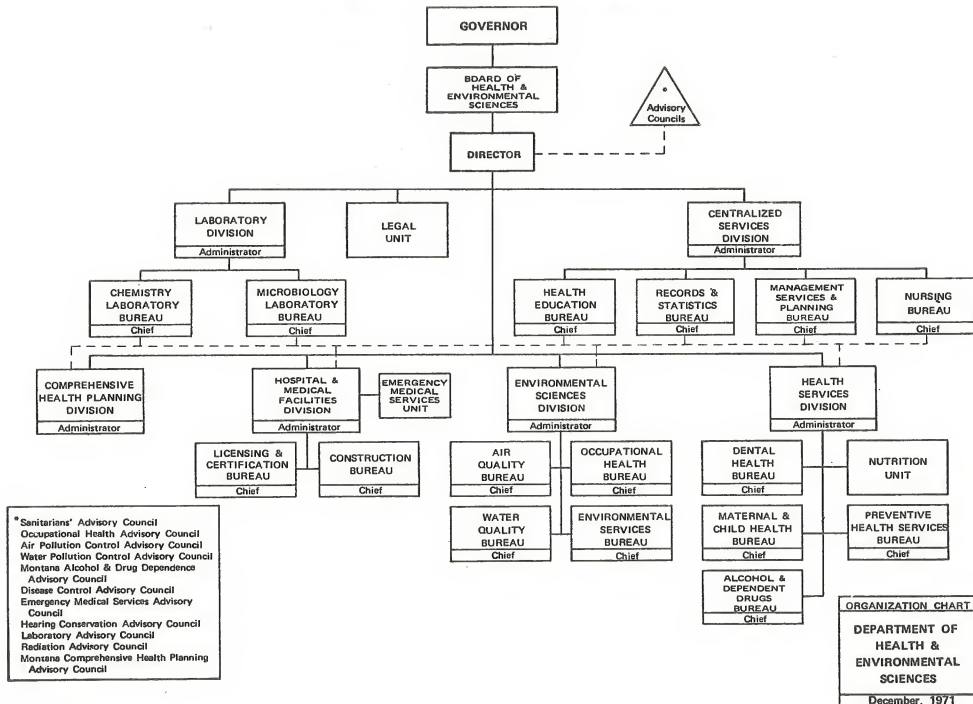 GOVERNOR
BOARD OF
HEALTH &
ENVIRONMENTAL
SCIENCES
*
Advisory
Councils
DIRECTOR
LABORATORY
DIVISION
Administrator
LEGAL
UNIT
CENTRALIZED
SERVICES
DIVISION
Administrator
CHEMISTRY
LABORATORY
BUREAU
Chief
MICROBIOLOGY
LABORATORY
BUREAU
Chief
HEALTH
EDUCATION
BUREAU
Chief
RECORDS &
STATISTICS
BUREAU
Chief
MANAGEMENT
SERVICES &
PLANNING
BUREAU
Chief
NURSING
BUREAU
Chief
COMPREHENSIVE
HEALTH PLANNING
DIVISION
Administrator
HOSPITAL &
MEDICAL
FACILITIES
DIVISION
Administrator
EMERGENCY
MEDICAL
SERVICES
UNIT
ENVIRONMENTAL
SCIENCES
DIVISION
Administrator
HEALTH
SERVICES
DIVISION
Administrator
LICENSING &
CERTIFICATION
BUREAU
Chief
CONSTRUCTION
BUREAU
Chief
AIR
QUALITY
BUREAU
Chief
OCCUPATIONAL
HEALTH
BUREAU
Chief
DENTAL
HEALTH
BUREAU
Chief
NUTRITION
UNIT
WATER
QUALITY
BUREAU
Chief
ENVIRONMENTAL
SERVICES
BUREAU
Chief
MATERNAL &
CHILD HEALTH
BUREAU
Chief
PREVENTIVE
HEALTH SERVICES
BUREAU
Chief
ALCOHOL &
DEPENDENT
DRUGS
BUREAU
Chief
*Sanitarians' Advisory Council
Occupational Health Advisory Council
Air Pollution Control Advisory Council
Water Pollution Control Advisory Council
Montana Alcohol & Drug Dependence
Advisory Council
Disease Control Advisory Council
Emergency Medical Services Advisory
Council
Hearing Conservation Advisory Council
Laboratory Advisory Council
Radiation Advisory Council
Montana Comprehensive Health Planning
Advisory Council
ORGANIZATION CHART
DEPARTMENT OF
HEALTH &
ENVIRONMENTAL
SCIENCES
December, 1971